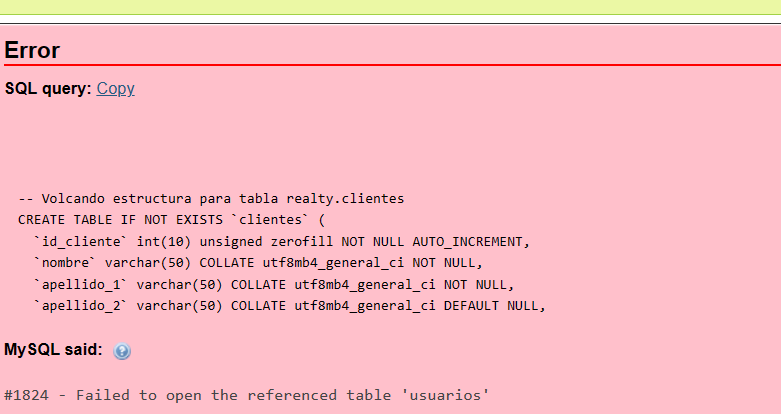 Error
SQL query: Copy
-- Volcando estructura para tabla realty.clientes
CREATE TABLE IF NOT EXISTS `clientes` (
`id_cliente` int(10) unsigned zerofill NOT NULL AUTO_INCREMENT,
`nombre` varchar(50) COLLATE utf8mb4_general_ci NOT NULL,
`apellido_1` varchar(50) COLLATE utf8mb4_general_ci NOT NULL,
`apellido_2` varchar(50) COLLATE utf8mb4_general_ci DEFAULT NULL,
MySQL said: ?
#1824 - Failed to open the referenced table 'usuarios'